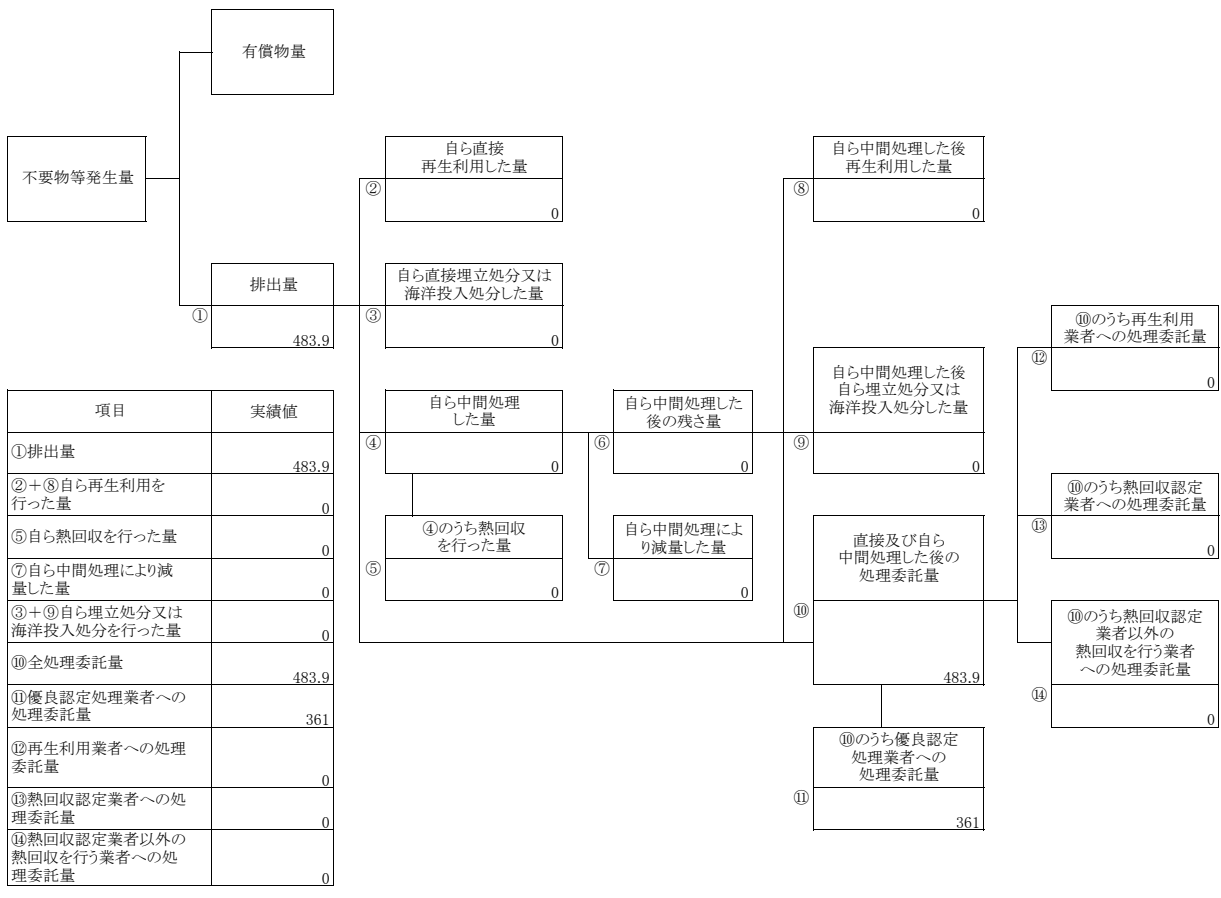 有償物量
不要物等発生量
排出量
①
483.9
自ら直接
再生利用した量
②
0
自ら直接埋立処分又は
海洋投入処分した量
③
0
自ら中間処理
した量
④
0
④のうち熱回収
を行った量
⑤
0
自ら中間処理した
後の残さ量
⑥
0
自ら中間処理によ
り減量した量
⑦
0
自ら中間処理した後
再生利用した量
⑧
0
自ら中間処理した後
自ら埋立処分又は
海洋投入処分した量
⑨
0
直接及び自ら
中間処理した後の
処理委託量
⑩
483.9
⑩のうち優良認定
処理業者への
処理委託量
⑪
361
⑩のうち再生利用
業者への処理委託量
⑫
0
⑩のうち熱回収認定
業者への処理委託量
⑬
0
⑩のうち熱回収認定
業者以外の
熱回収を行う業者
への処理委託量
⑭
0
項目 実績値
①排出量
483.9
②+⑧自ら再生利用を
行った量
0
⑤自ら熱回収を行った量
0
⑦自ら中間処理により減
量した量
0
③+⑨自ら埋立処分又は
海洋投入処分を行った量
0
⑩全処理委託量
483.9
⑪優良認定処理業者への
処理委託量
361
⑫再生利用業者への処理
委託量
0
⑬熱回収認定業者への処
理委託量
0
⑭熱回収認定業者以外の
熱回収を行う業者への処
理委託量
0